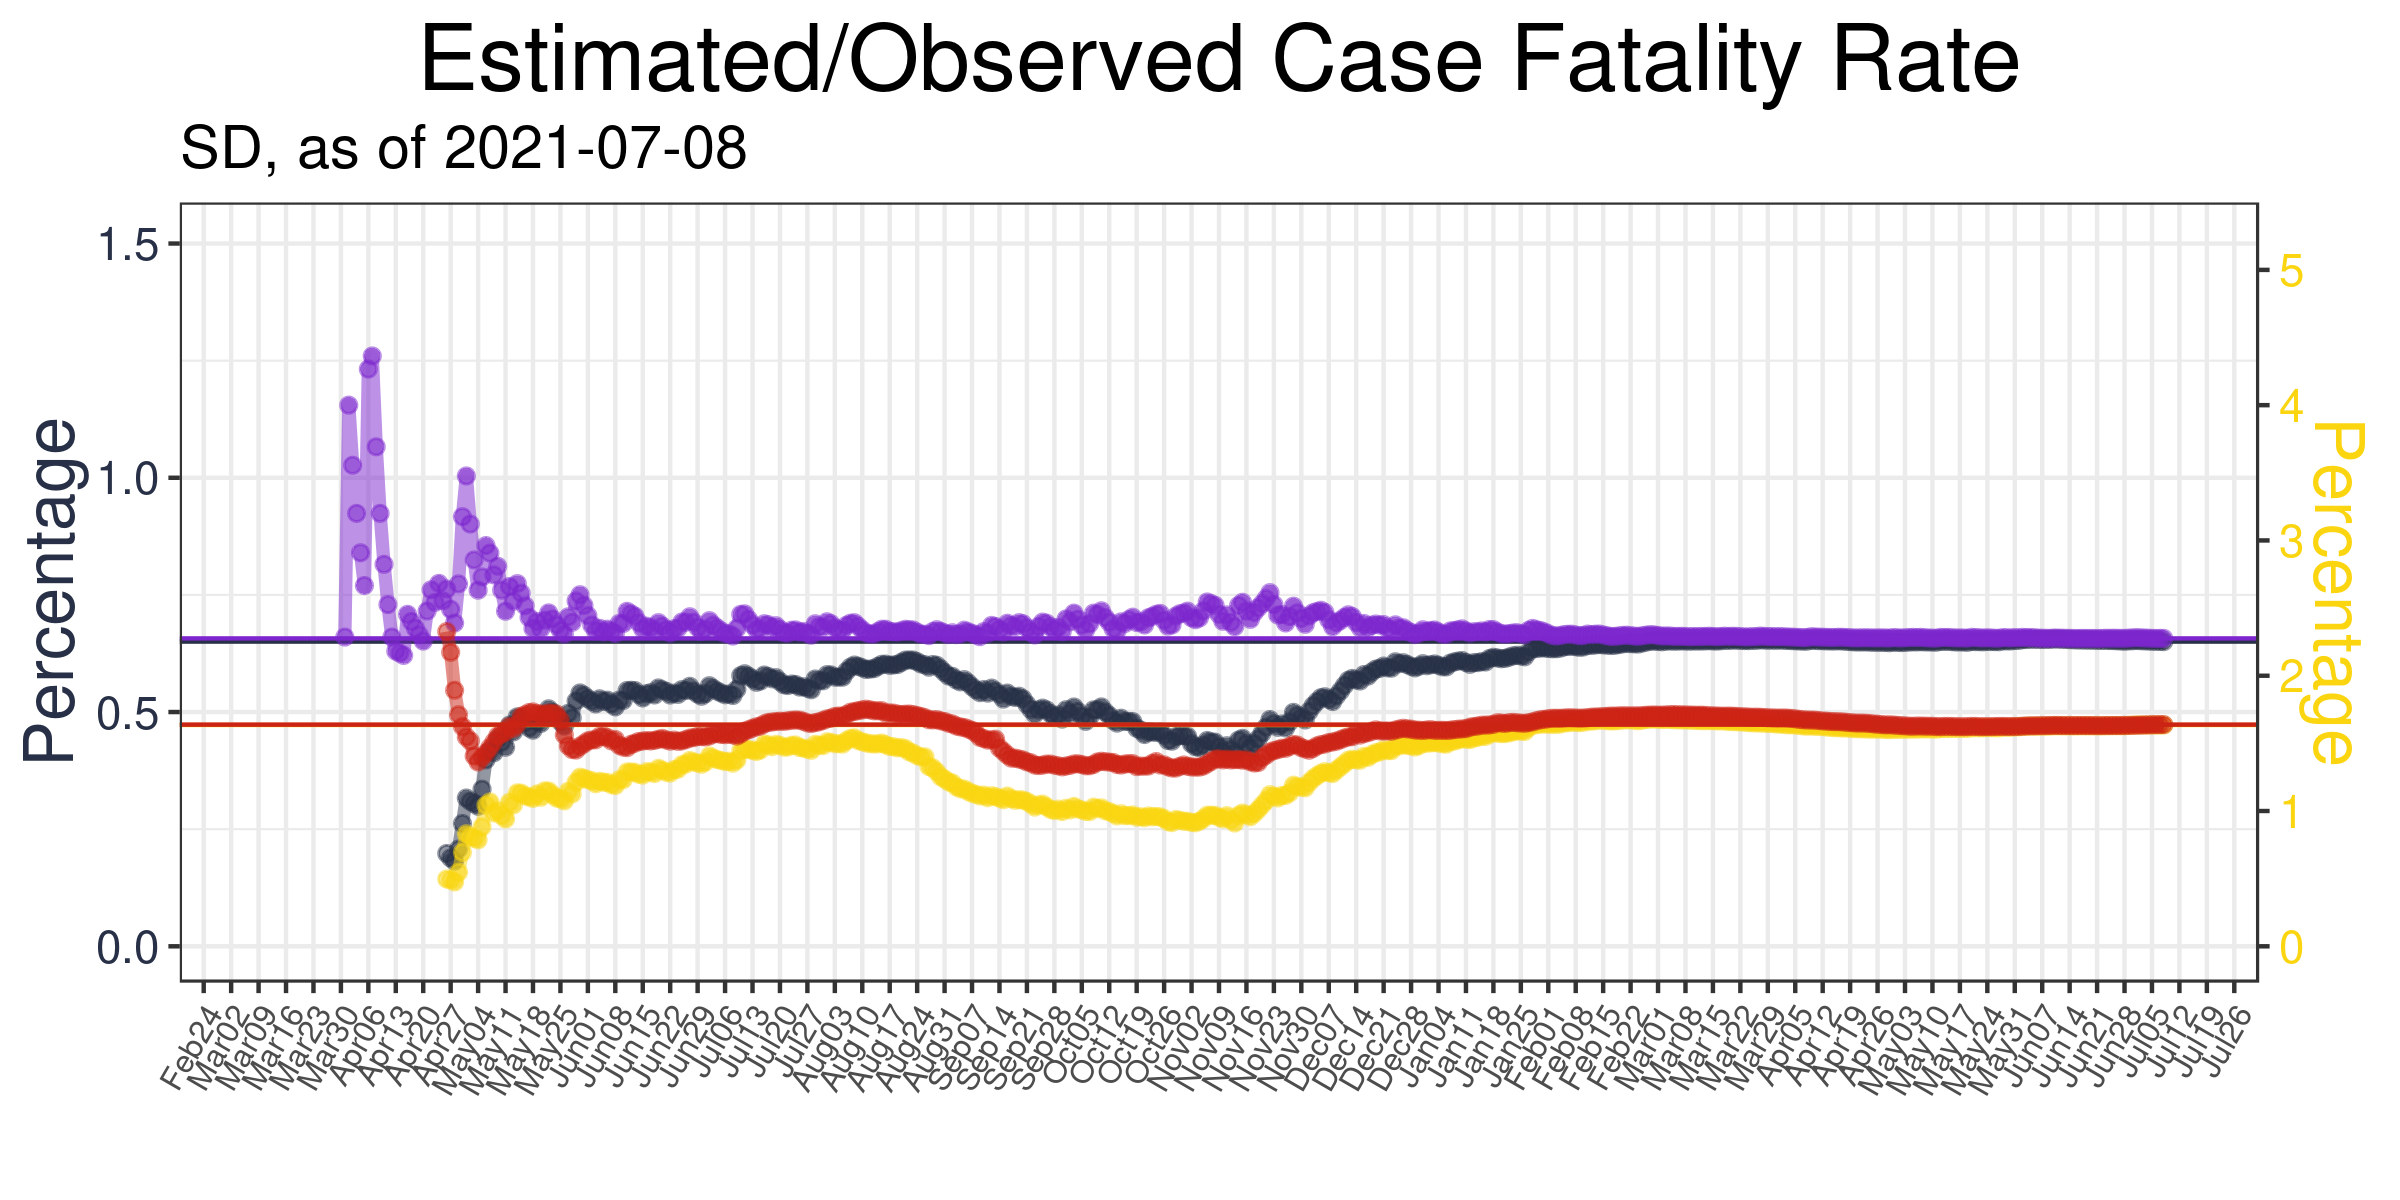 Estimated/Observed Case Fatality Rate
SD, as of 2021-07-08
Percentage
1.5
1.0
0.5
0.0
5
4
3
2
1
0
Percentage
Feb24
Mar02
Mar09
Mar16
Mar23
Mar30
Apr06
Apr13
Apr20
Apr27
May04
May11
May18
May25
Jun01
Jun08
Jun15
Jun22
Jun29
Jul06
Jul13
Jul20
Jul27
Aug03
Aug10
Aug17
Aug24
Aug31
Sep07
Sep14
Sep21
Sep28
Oct05
Oct12
Oct19
Oct26
Nov02
Nov09
Nov16
Nov23
Nov30
Dec07
Dec14
Dec21
Dec28
Jan04
Jan11
Jan18
Jan25
Feb01
Feb08
Feb15
Feb22
Mar01
Mar08
Mar15
Mar22
Mar29
Apr05
Apr12
Apr19
Apr26
May03
May10
May17
May24
May31
Jun07
Jun14
Jun21
Jun28
Jul05
Jul12
Jul19
Jul26